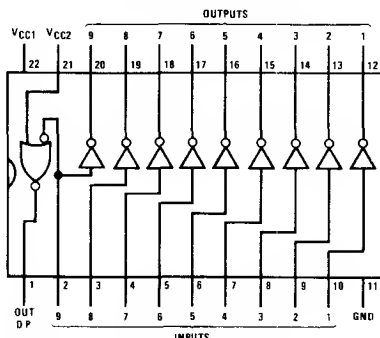 OUTPUTS
VCC1 VCC2 9 8 7 6 5 4 3 2 1
22 21 20 19 18 17 16 15 14 13 12
1 2 3 4 5 6 7 8 9 10 11
OUT DP 9 8 7 6 5 4 3 2 1 GND
INPUTS